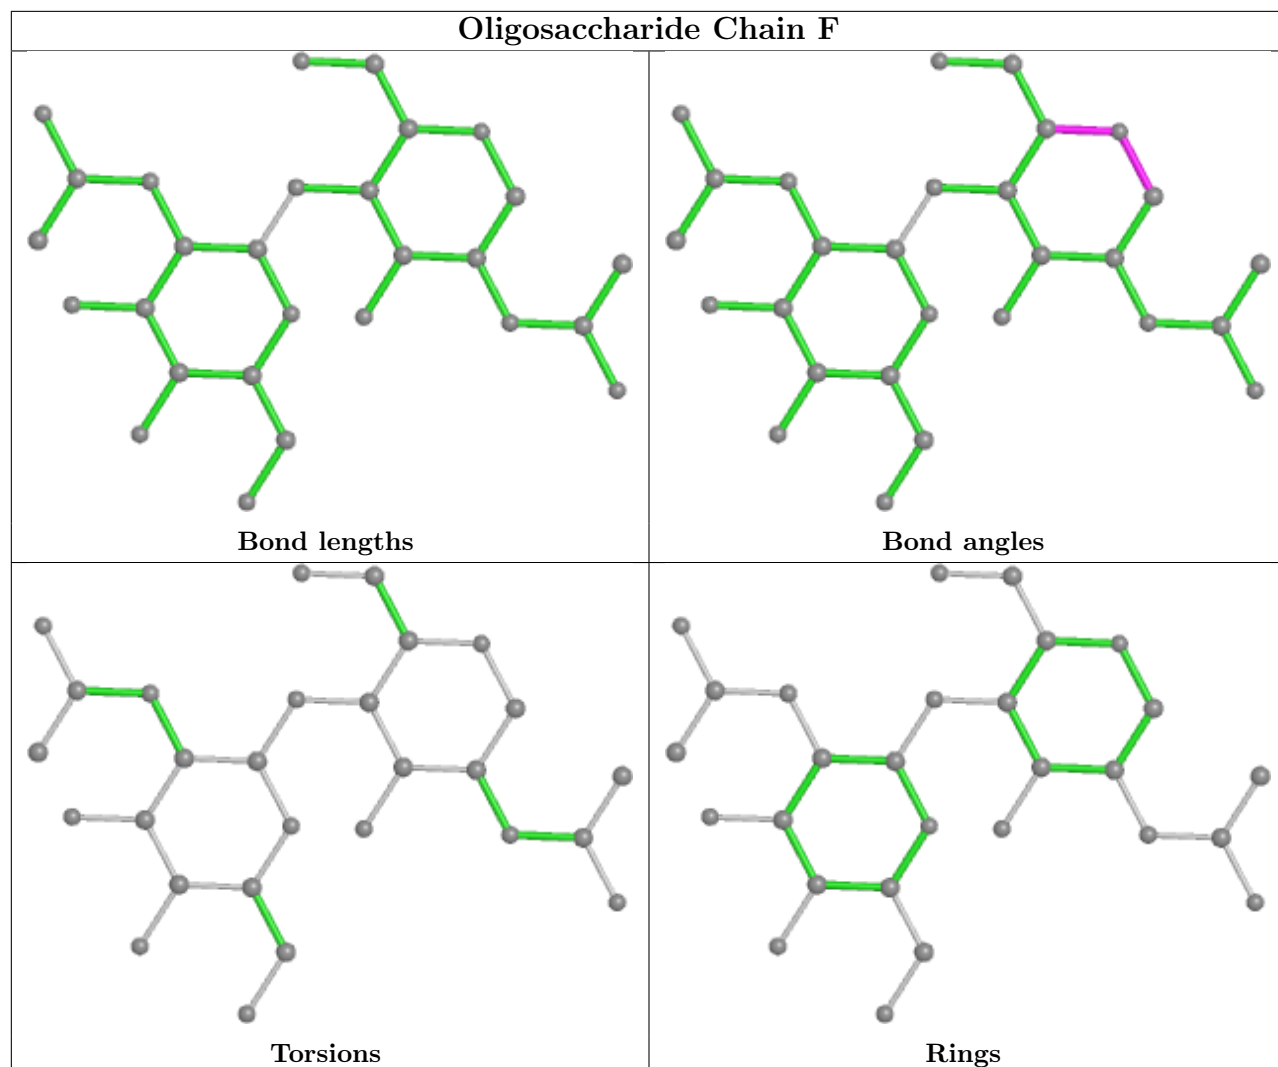 Oligosaccharide Chain F
Bond lengths
Bond angles
Torsions
Rings